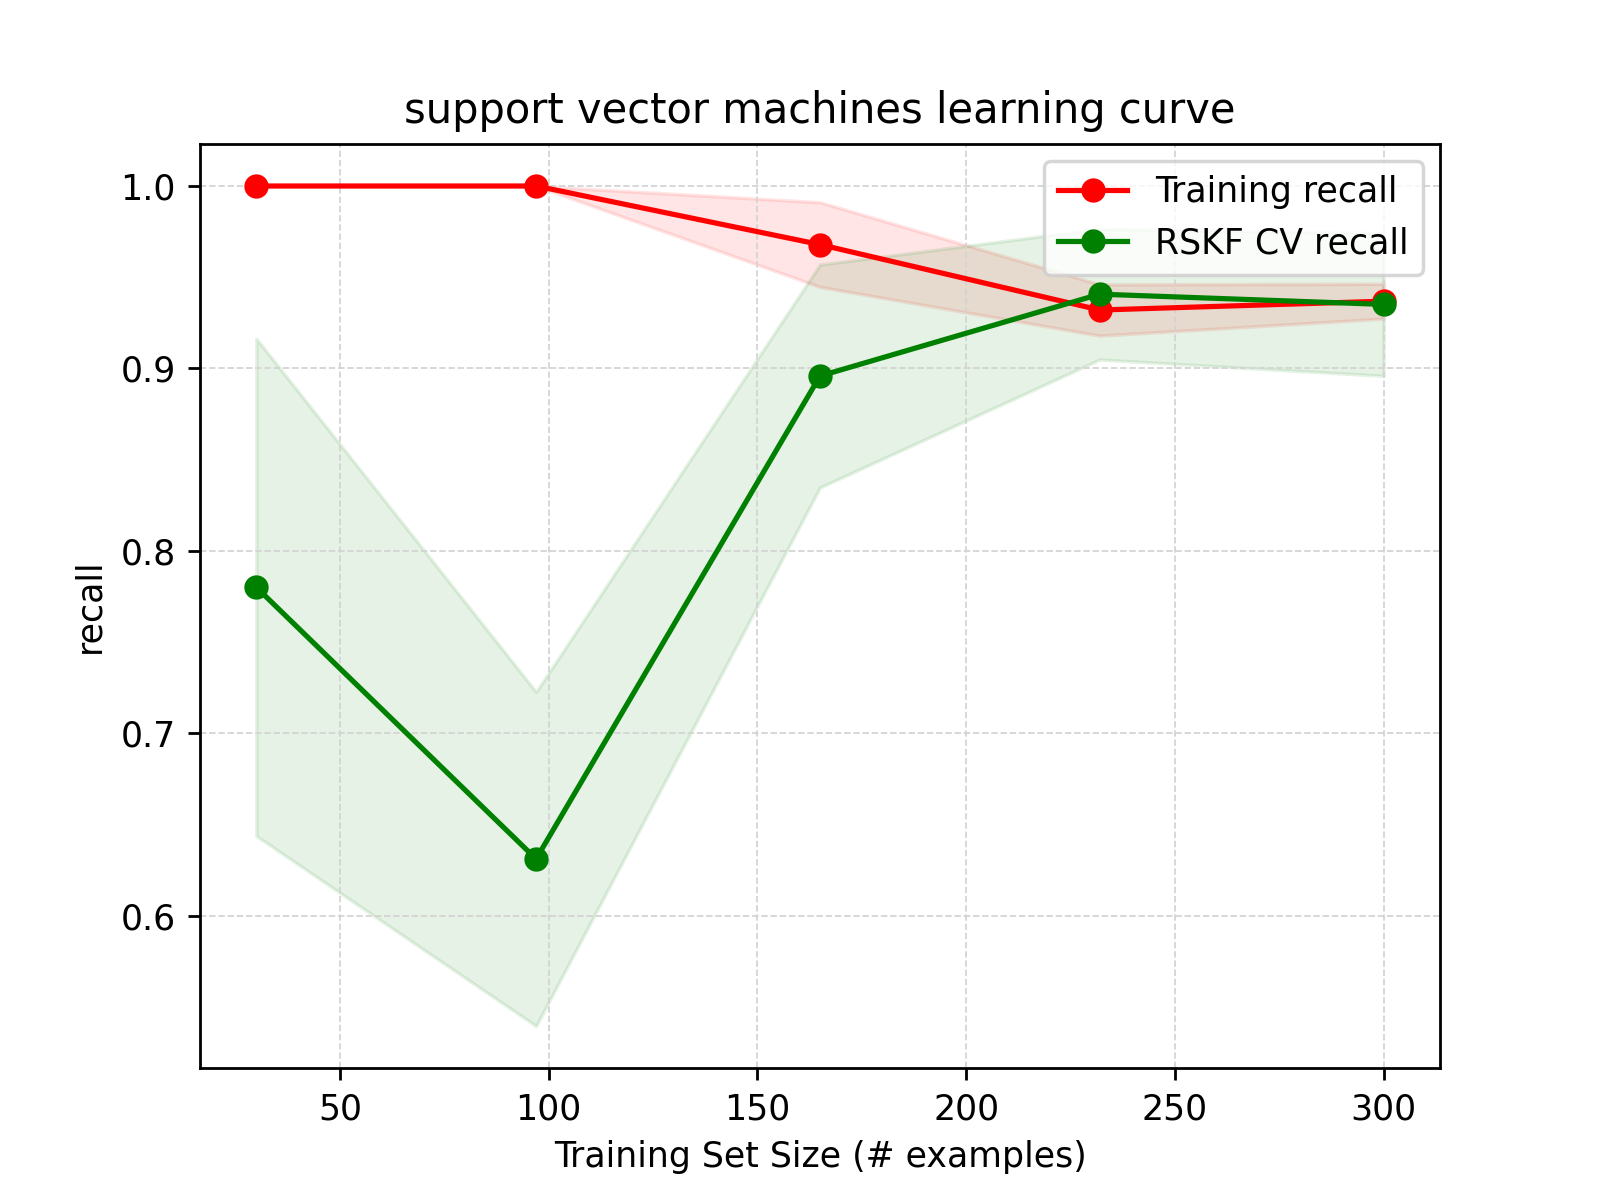 support vector machines learning curve
Training recall
RSKF CV recall
1.0
0.9
0.8
0.7
0.6
recall
50 100 150 200 250 300
Training Set Size (# examples)